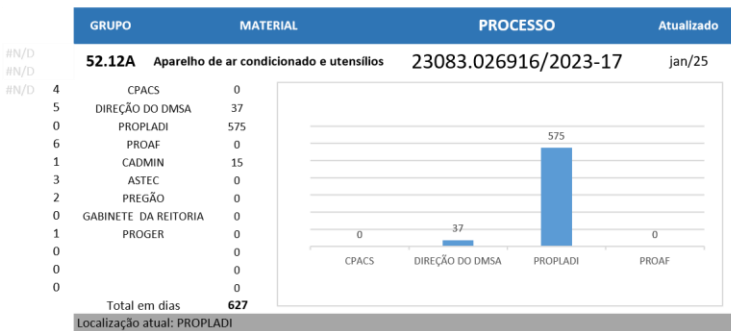 GRUPO MATERIAL PROCESSO Atualizado
#N/D
52.12A Aparelho de ar condicionado e utensílios 23083.026916/2023-17 jan/25
#N/D
#N/D 4 CPACS 0
5 DIREÇÃO DO DMSA 37
0 PROPLADI 575
6 PROAF 0
1 CADMIN 15
3 ASTEC 0
2 PREGÃO 0
0 GABINETE DA REITORIA 0
1 PROGER 0
0 0
0 0
0 0
Total em dias 627
575
37
0 0
CPACS DIREÇÃO DO DMSA PROPLADI PROAF
Localização atual: PROPLADI